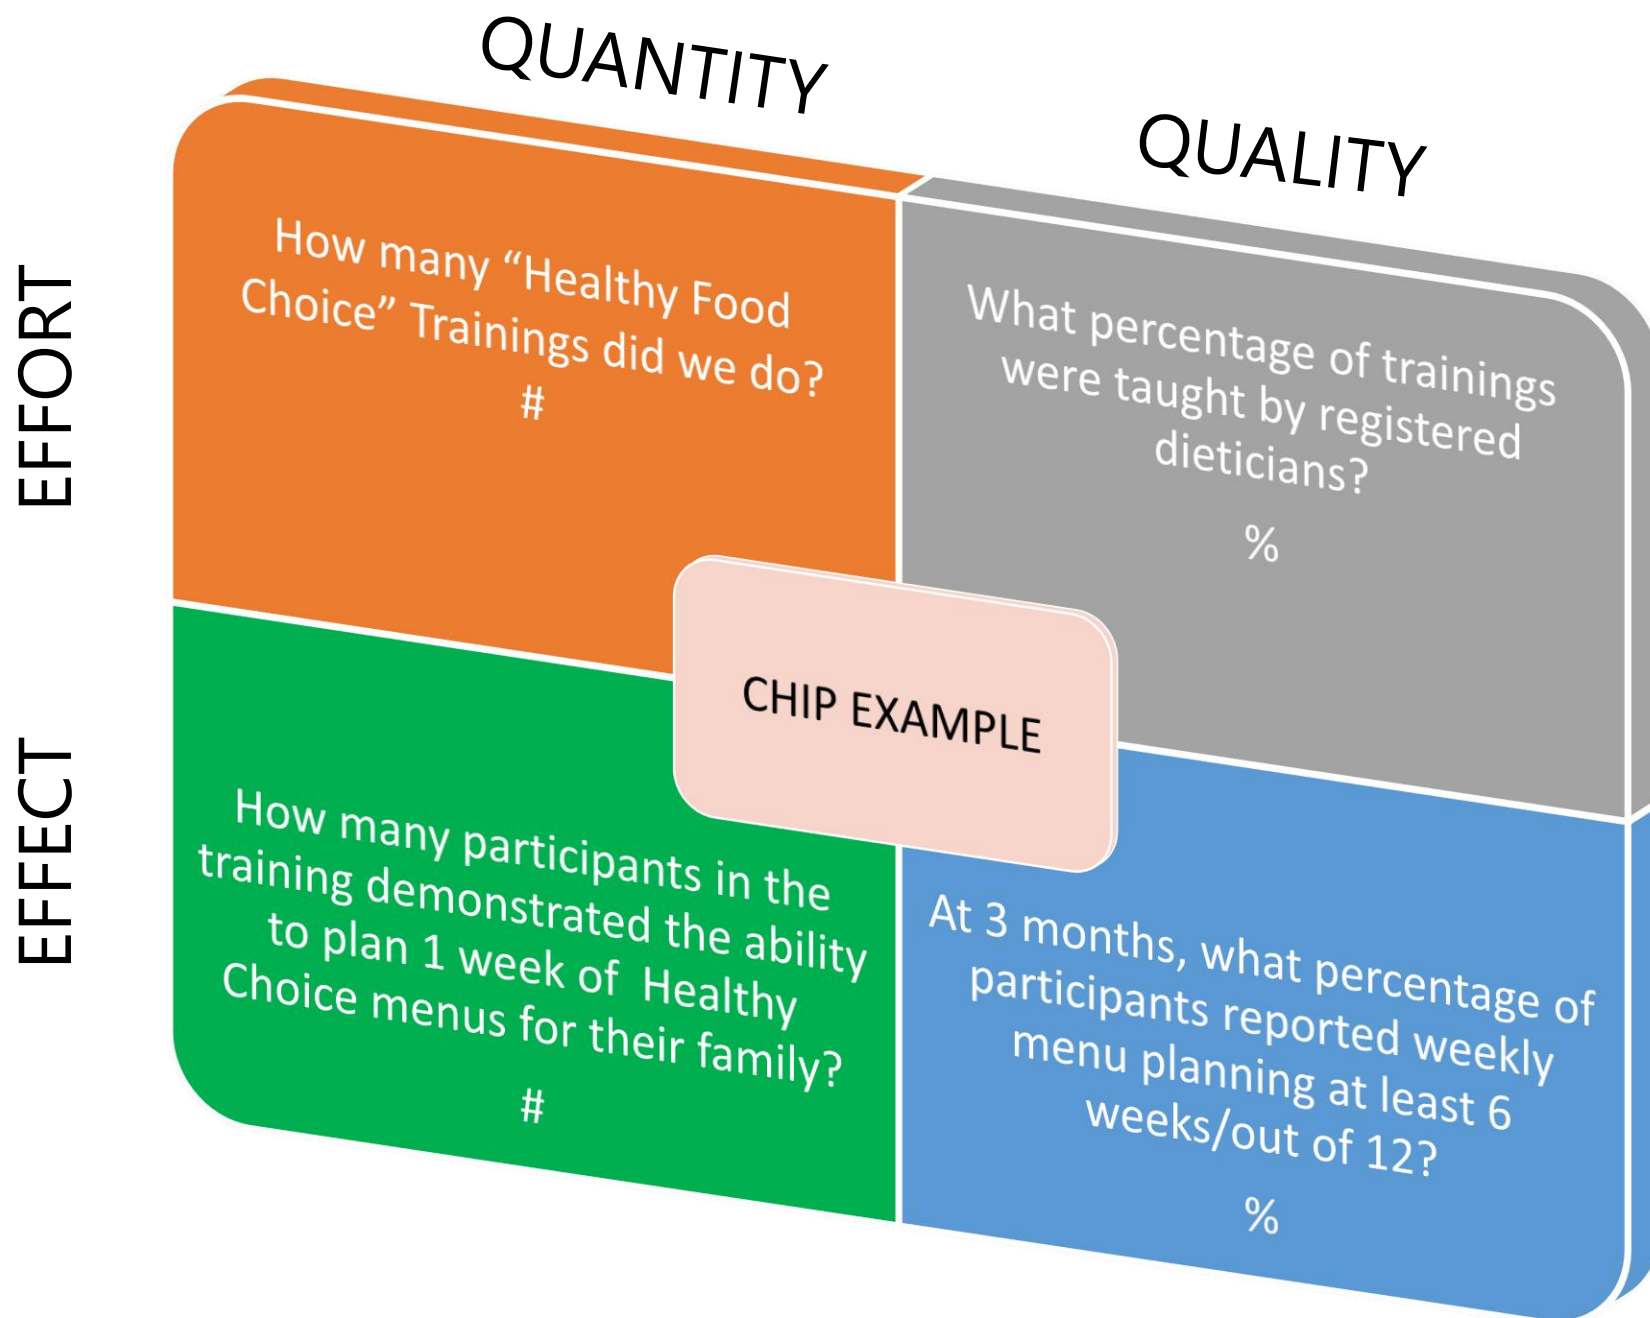 QUANTITY
QUALITY
EFFORT
How many “Healthy Food
Choice” Trainings did we do?
#
What percentage of trainings
were taught by registered
dieticians?
%
CHIP EXAMPLE
EFFECT
How many participants in the
training demonstrated the ability
to plan 1 week of Healthy
Choice menus for their family?
#
At 3 months, what percentage of
participants reported weekly
menu planning at least 6
weeks/out of 12?
%